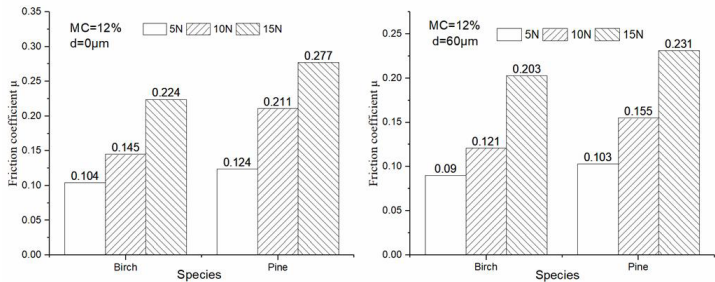 MC=12%
d=0μm
5N 10N 15N
Friction coefficient μ
0.35
0.30
0.25
0.20
0.15
0.10
0.05
0.00
0.104
0.145
0.224
0.124
0.211
0.277
Birch
Pine
Species
MC=12%
d=60μm
5N 10N 15N
Friction coefficient μ
0.25
0.20
0.15
0.10
0.05
0.00
0.09
0.121
0.203
0.103
0.155
0.231
Birch
Pine
Species